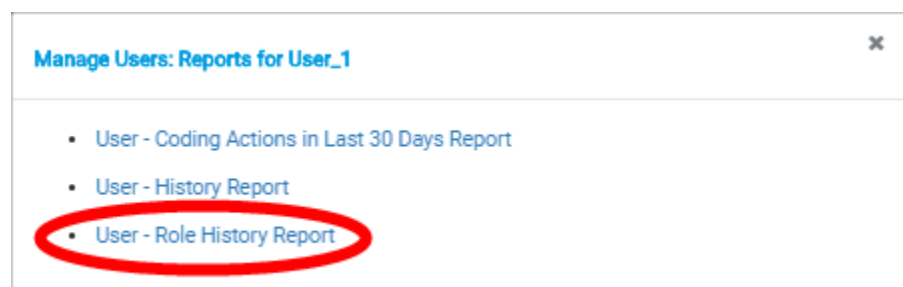 Manage Users: Reports for User_1
User - Coding Actions in Last 30 Days Report
User - History Report
User - Role History Report